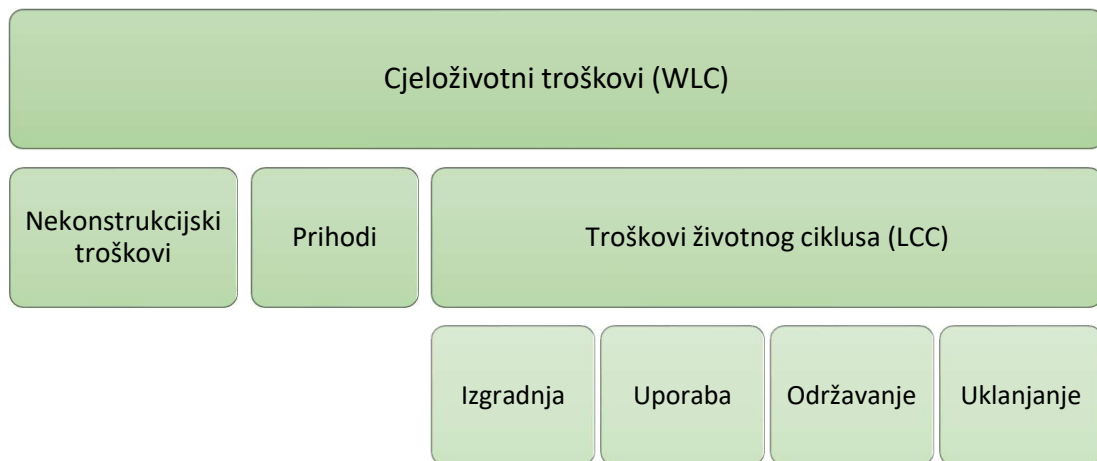 Cjeloživotni troškovi (WLC)
Nekonstrukcijski
troškovi
Prihodi
Troškovi životnog ciklusa (LCC)
Izgradnja
Uporaba
Održavanje
Uklanjanje